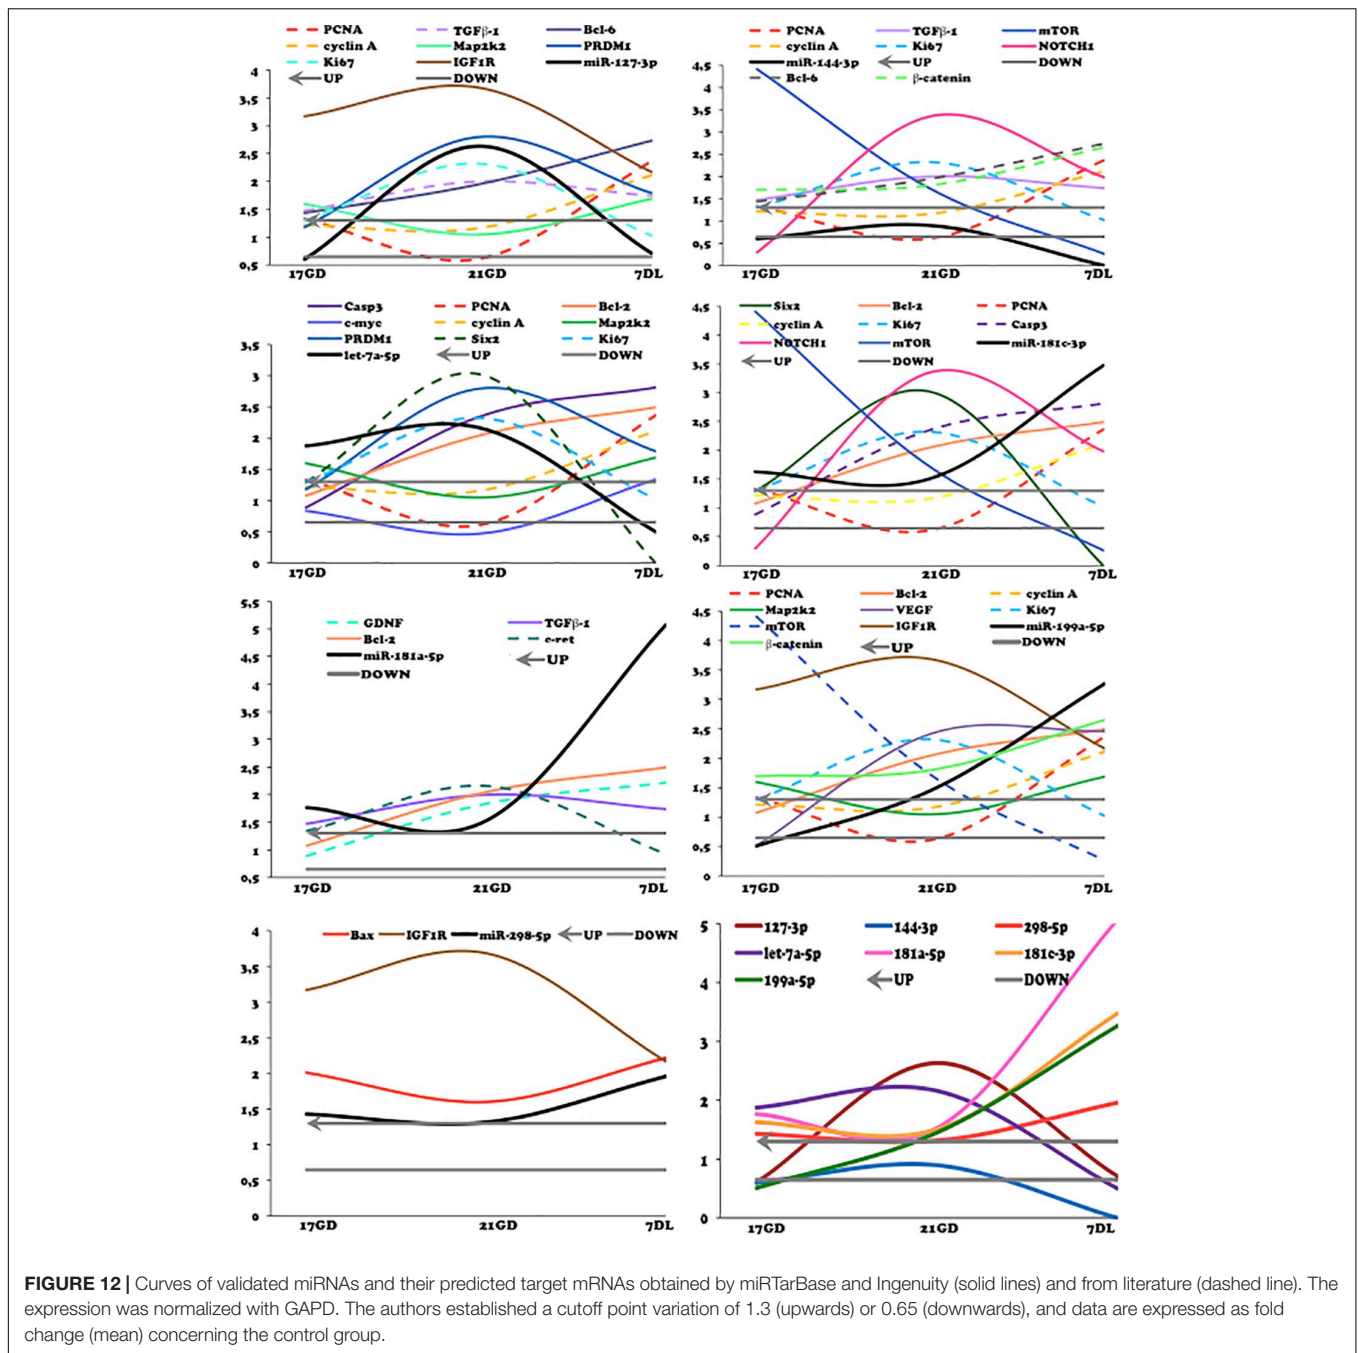 PCNA TGFβ-1 Bcl-6
cyclin A Map2k2 PRDM1
Ki67 IGF1R miR-127-3p
UP DOWN
4
3,5
3
2,5
2
1,5
1
0,5
17GD 21GD 7DL
PCNA TGFβ-1 mTOR
cyclin A Ki67 NOTCH1
miR-144-3p UP DOWN
Bcl-6 β-catenin
4,5
4
3,5
3
2,5
2
1,5
1
0,5
0
17GD 21GD 7DL
Casp3 PCNA Bcl-2
c-myc cyclin A Map2k2
PRDM1 Six2 Ki67
let-7a-5p UP DOWN
3,5
3
2,5
2
1,5
1
0,5
0
17GD 21GD 7DL
Six2 Bcl-2 PCNA
cyclin A Ki67 Casp3
NOTCH1 mTOR miR-181c-3p
UP DOWN
4,5
4
3,5
3
2,5
2
1,5
1
0,5
0
17GD 21GD 7DL
GDNF TGFβ-1
Bcl-2 c-ret
miR-181a-5p UP
DOWN
5,5
5
4,5
4
3,5
3
2,5
2
1,5
1
0,5
17GD 21GD 7DL
PCNA Bcl-2 cyclin A
Map2k2 VEGF Ki67
mTOR IGF1R miR-199a-5p
β-catenin UP DOWN
4,5
4
3,5
3
2,5
2
1,5
1
0,5
0
17GD 21GD 7DL
Bax IGF1R miR-298-5p UP DOWN
4
3,5
3
2,5
2
1,5
1
0,5
0
17GD 21GD 7DL
127-3p 144-3p 298-5p
let-7a-5p 181a-5p 181c-3p
199a-5p UP DOWN
5
4
3
2
1
0
17GD 21GD 7DL
FIGURE 12 | Curves of validated miRNAs and their predicted target mRNAs obtained by miRTarBase and Ingenuity (solid lines) and from literature (dashed line). The
expression was normalized with GAPD. The authors established a cutoff point variation of 1.3 (upwards) or 0.65 (downwards), and data are expressed as fold
change (mean) concerning the control group.